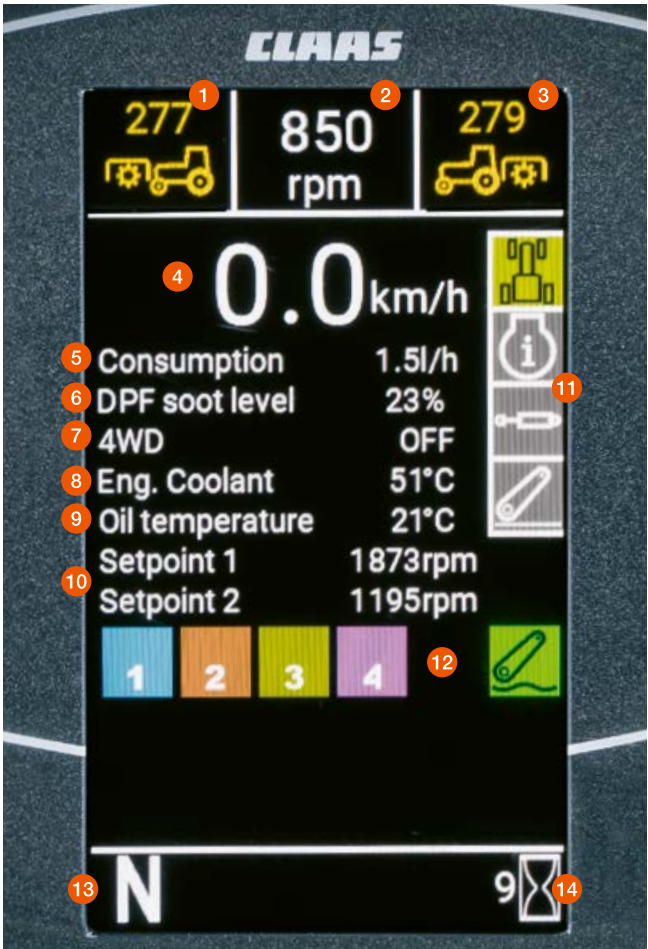 CLAAS
1 2 3
277 850 rpm 279
4 0.0 km/h
5 Consumption 1.5l/h
6 DPF soot level 23%
11
7 4WD OFF
8 Eng. Coolant 51°C
9 Oil temperature 21°C
Setpoint 1 1873rpm
10
Setpoint 2 1195rpm
1 2 3 4 12
13 N 9 14